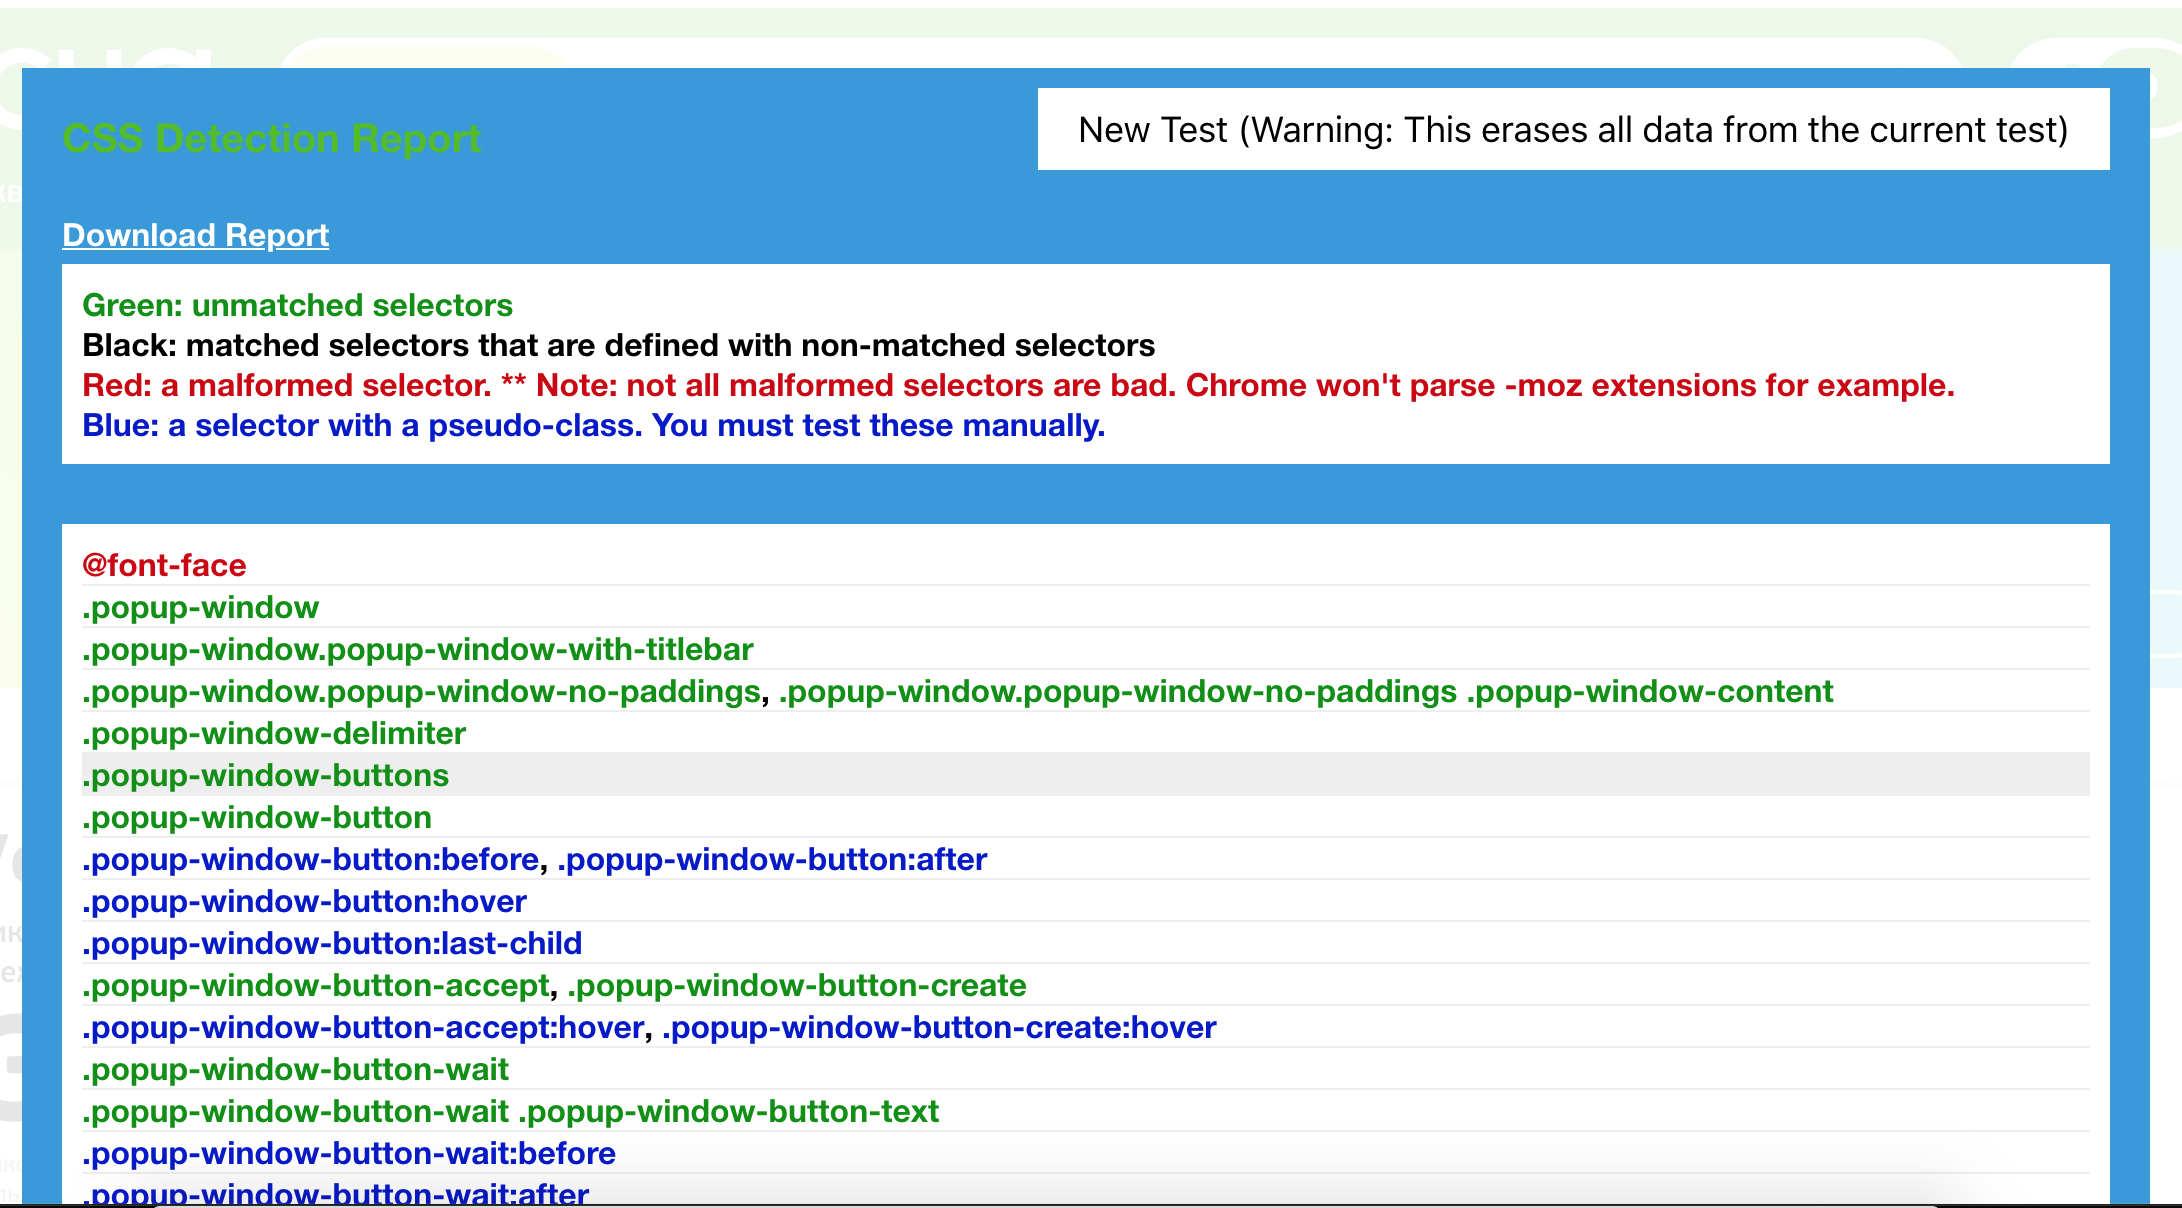 CSS Detection Report
New Test (Warning: This erases all data from the current test)
Download Report
Green: unmatched selectors
Black: matched selectors that are defined with non-matched selectors
Red: a malformed selector. ** Note: not all malformed selectors are bad. Chrome won't parse -moz extensions for example.
Blue: a selector with a pseudo-class. You must test these manually.
@font-face
.popup-window
.popup-window.popup-window-with-titlebar
.popup-window.popup-window-no-paddings, .popup-window.popup-window-no-paddings .popup-window-content
.popup-window-delimiter
.popup-window-buttons
.popup-window-button
.popup-window-button:before, .popup-window-button:after
.popup-window-button:hover
.popup-window-button:last-child
.popup-window-button-accept, .popup-window-button-create
.popup-window-button-accept:hover, .popup-window-button-create:hover
.popup-window-button-wait
.popup-window-button-wait .popup-window-button-text
.popup-window-button-wait:before
.popup-window-button-wait:after